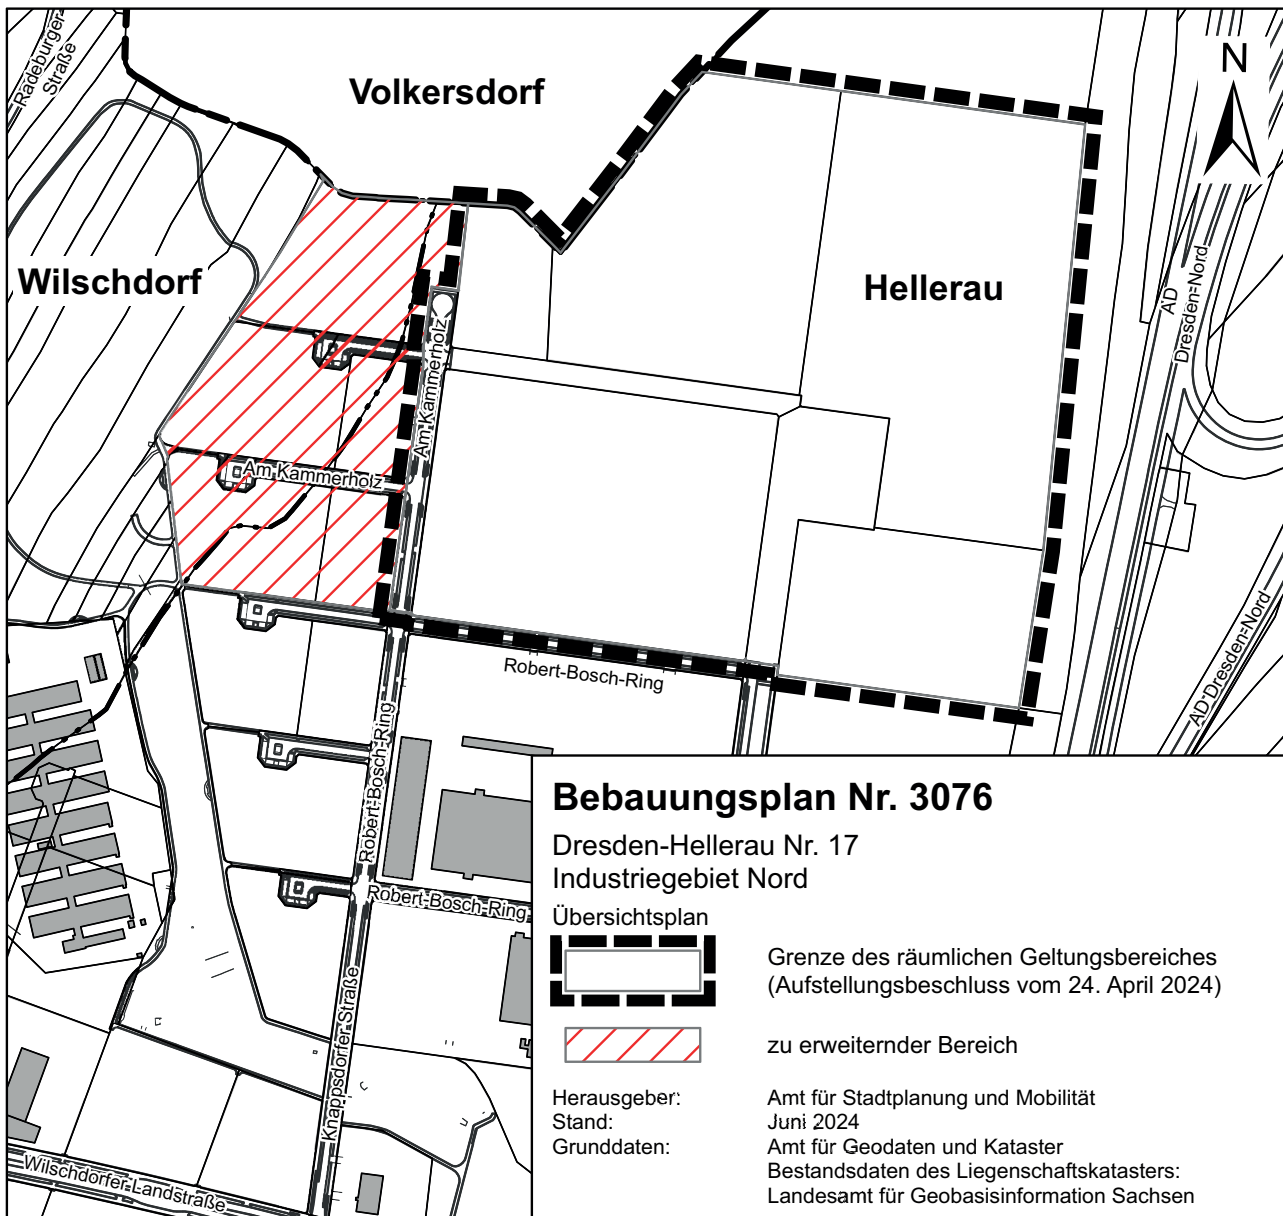 Radeburger
Straße
Volkersdorf
N
Wilschdorf
Hellerau
AD
Dresden-Nord
Am Kammerholz
Am Kammerholz
AD-Dresden-Nord
Robert-Bosch-Ring
Robert-Bosch-Ring
Robert-Bosch-Ring
Knappsdorfer Straße
Wilschdorfer Landstraße
Bebauungsplan Nr. 3076
Dresden-Hellerau Nr. 17
Industriegebiet Nord
Übersichtsplan
Grenze des räumlichen Geltungsbereiches
(Aufstellungsbeschluss vom 24. April 2024)
zu erweiternder Bereich
Herausgeber: Amt für Stadtplanung und Mobilität
Stand: Juni 2024
Grunddaten: Amt für Geodaten und Kataster
Bestandsdaten des Liegenschaftskatasters:
Landesamt für Geobasisinformation Sachsen